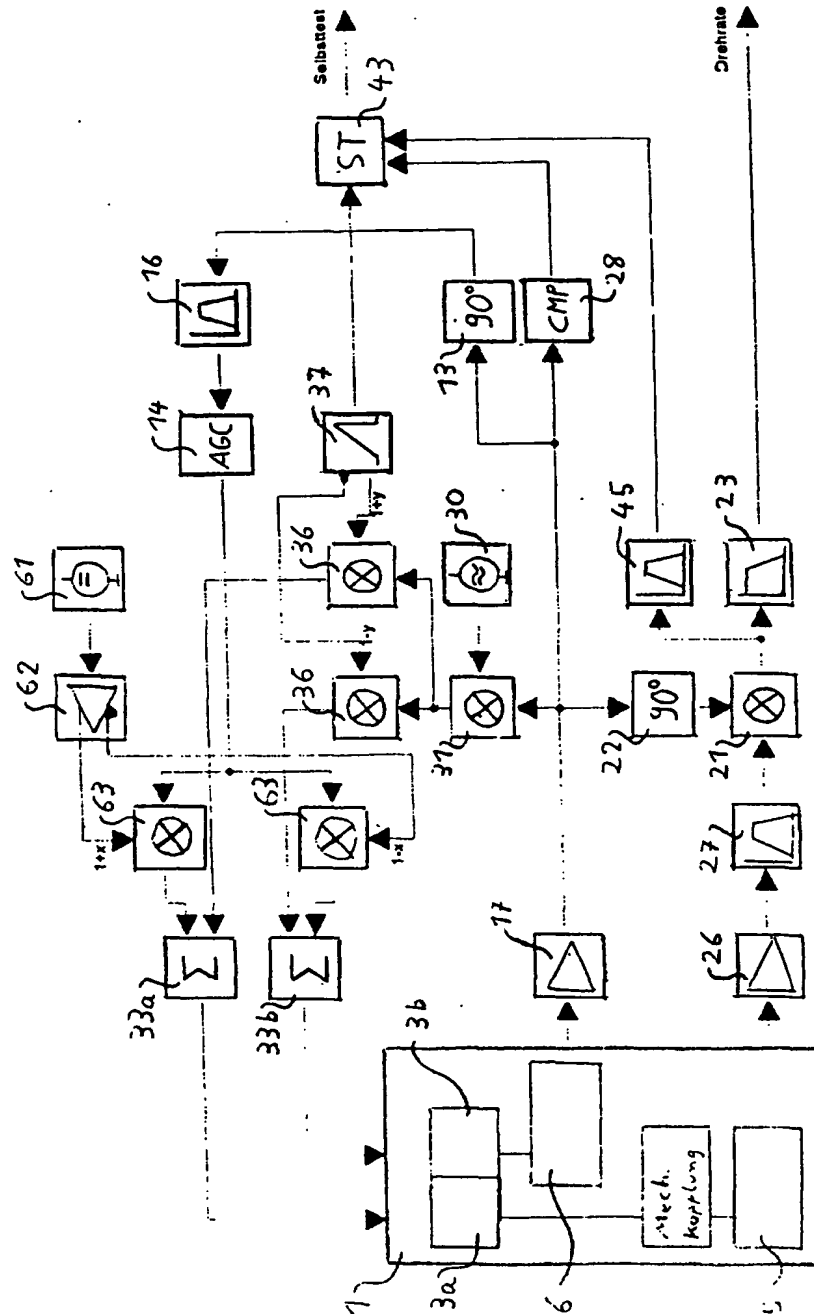 Selbsttest
Drehrate
43
ST
16
14
AGC
37
13
90°
CMP
28
61
=
62
36
1+y
30
≈
45
23
63
1+x
63
1-x
36
1-y
31
22
90°
21
33a
Σ
33b
Σ
17
27
26
1
3a
3b
6
Mech.
Kopplung